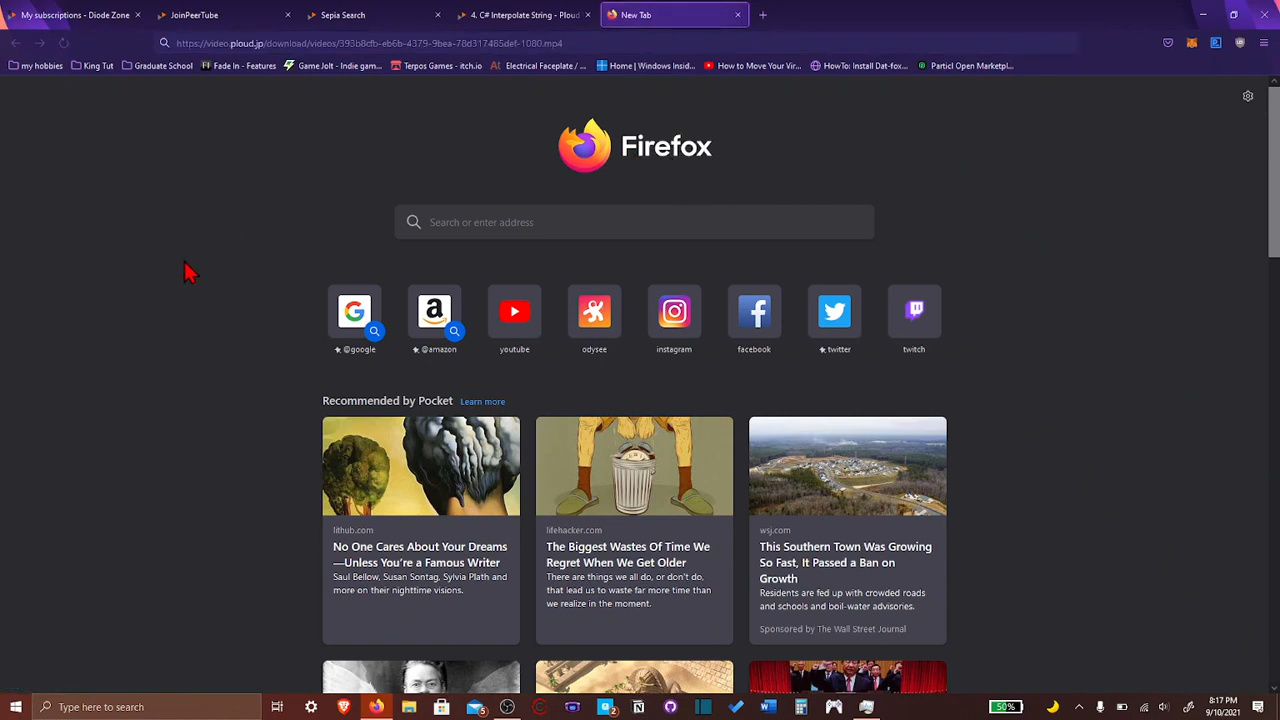 My subscriptions - Diode Zone
JoinPeerTube
Sepia Search
4. C# Interpolate String - Ploud
New Tab
https://video.ploud.jp/download/videos/393b8cfb-eb6b-4379-9bea-78d317485def-1080.mp4
my hobbies
King Tut
Graduate School
Fade In - Features
Game Jolt - Indie gam...
Terpos Games - itch.io
Electrical Faceplate / ...
Home | Windows Insid...
How to Move Your Vir...
HowTo: Install Dat-fox...
Particl Open Marketpl...
Firefox
Search or enter address
@google
@amazon
youtube
odysee
instagram
facebook
twitter
twitch
Recommended by Pocket Learn more
lithub.com
No One Cares About Your Dreams
—Unless You're a Famous Writer
Saul Bellow, Susan Sontag, Sylvia Plath and
more on their nighttime visions.
lifehacker.com
The Biggest Wastes Of Time We
Regret When We Get Older
There are things we all do, or don't do,
that lead us to waste far more time than
we realize in the moment.
wsj.com
This Southern Town Was Growing
So Fast, It Passed a Ban on
Growth
Residents are fed up with crowded roads
and schools and boil-water advisories.
Sponsored by The Wall Street Journal
Type here to search
5
2
50%
8:17 PM
9/10/2021